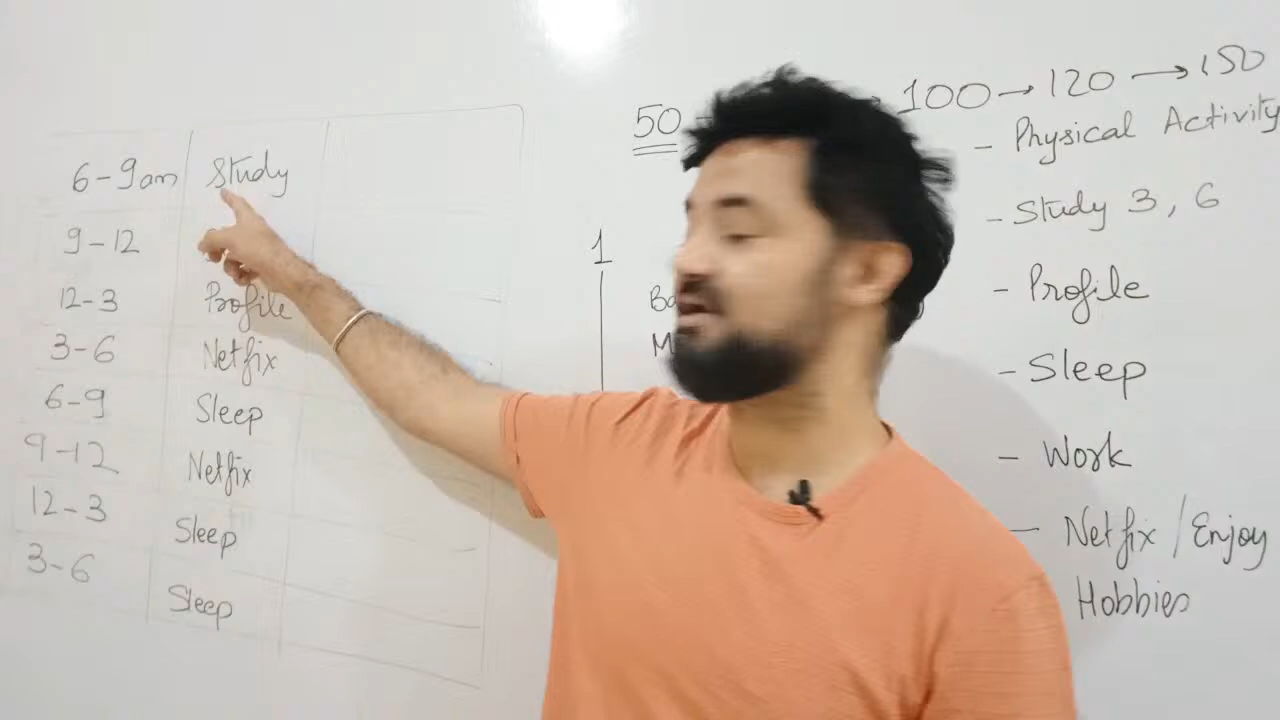 6-9am Study
9-12
12-3 Profile
3-6 Netfix
6-9 Sleep
9-12 Netfix
12-3 Sleep
3-6 Sleep
50 → 100 → 120 → 150
1
- Physical Activity
- Study 3, 6
- Profile
- Sleep
- Work
- Netfix / Enjoy
Hobbies